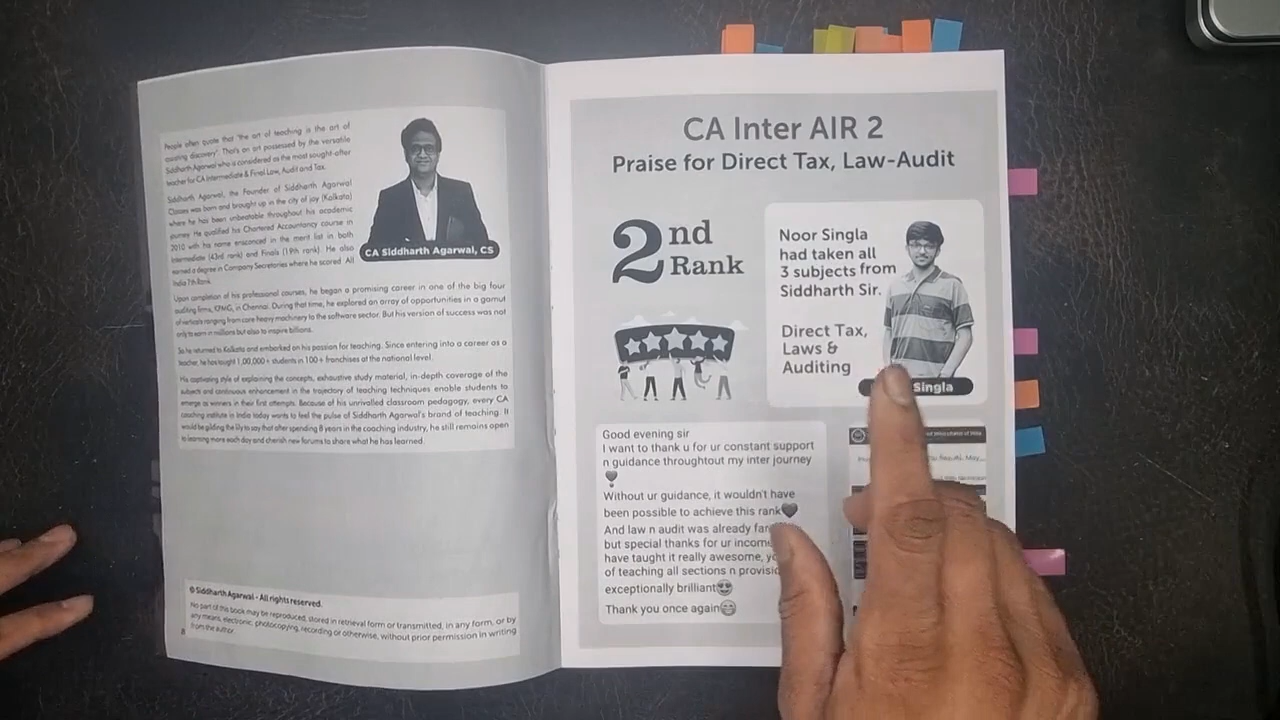 People often quote that "the art of teaching is the art of
assisting discovery". That's an art possessed by the versatile
Siddharth Agarwal who is considered as the most sought-after
teacher for CA Intermediate & Final Law, Audit and Tax.
Siddharth Agarwal, the Founder of Siddharth Agarwal
Classes was born and brought up in the city of joy (Kolkata)
where he has been unbeatable throughout his academic
journey. He qualified his Chartered Accountancy course in
2010 with his name ensconced in the merit list in both
Intermediate (43rd rank) and Finals (19th rank). He also
earned a degree in Company Secretaries where he scored All
India 7th Rank.
CA Siddharth Agarwal, CS
Upon completion of his professional courses, he began a promising career in one of the big four
auditing firms, KPMG, in Chennai. During that time, he explored an array of opportunities in a gamut
of verticals ranging from core heavy machinery to the software sector. But his version of success was not
only to earn in millions but also to inspire billions.
So he returned to Kolkata and embarked on his passion for teaching. Since entering into a career as a
teacher, he has taught 1,00,000+ students in 100+ franchises at the national level.
His captivating style of explaining the concepts, exhaustive study material, in-depth coverage of the
subjects and continuous enhancement in the trajectory of teaching techniques enable students to
emerge as winners in their first attempts. Because of his unrivalled classroom pedagogy, every CA
coaching institute in India today wants to feel the pulse of Siddharth Agarwal's brand of teaching. It
would be gilding the lily to say that after spending 8 years in the coaching industry, he still remains open
to learning more each day and cherish new forums to share what he has learned.
© Siddharth Agarwal - All rights reserved.
No part of this book may be reproduced, stored in retrieval form or transmitted, in any form, or by
any means, electronic, photocopying, recording or otherwise, without prior permission in writing
from the author.
CA Inter AIR 2
Praise for Direct Tax, Law-Audit
2nd
Rank
Noor Singla
had taken all
3 subjects from
Siddharth Sir.
Direct Tax,
Laws &
Auditing
Singla
Good evening sir
I want to thank u for ur constant support
n guidance throughtout my inter journey
🖤
Without ur guidance, it wouldn't have
been possible to achieve this rank🖤
And law n audit was already
but special thanks for ur
have taught it really awesome,
of teaching all sections n
exceptionally brilliant😍
Thank you once again😁